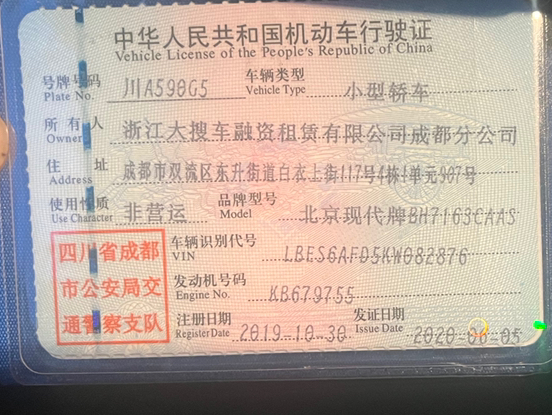 中华人民共和国机动车行驶证
Vehicle License of the People's Republic of China
号牌号码 川A590G5 车辆类型 小型轿车
Plate No. Vehicle Type
所有人 浙江大搜车融资租赁有限公司成都分公司
Owner
住址 成都市双流区东升街道白衣上街117号4栋1单元907号
Address
使用性质 非营运 品牌型号 北京现代牌BH7163CAAS
Use Character Model
四川省成都
市公安局交
通警察支队
车辆识别代号 LBES6AFD5KW082876
VIN
发动机号码 KB679755
Engine No.
注册日期 2019-10-30 发证日期 2020-06-05
Register Date Issue Date